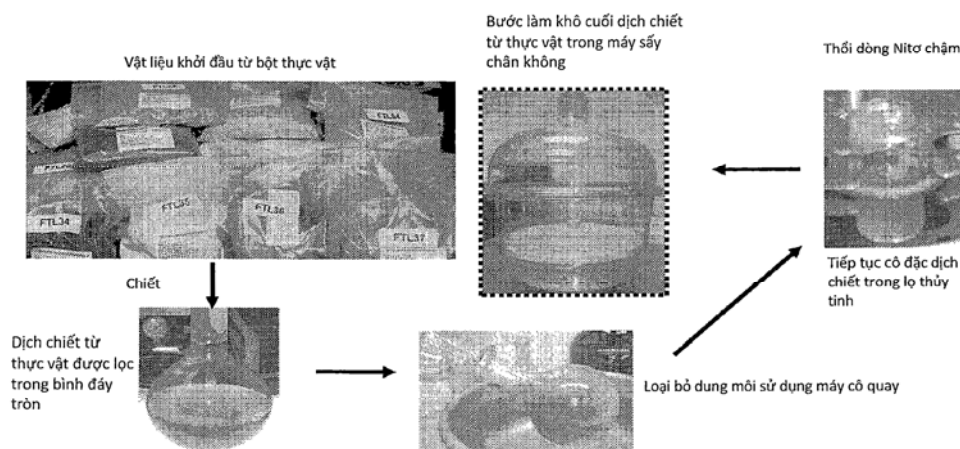 Vật liệu khởi đầu từ bột thực vật
FTL34
FTL35
FTL36
FTL37
Chiết
Dịch chiết từ
thực vật được lọc
trong bình đáy
tròn
Loại bỏ dung môi sử dụng máy cô quay
Thổi dòng Nitơ chậm
Tiếp tục cô đặc dịch
chiết trong lọ thủy
tinh
Bước làm khô cuối dịch chiết
từ thực vật trong máy sấy
chân không